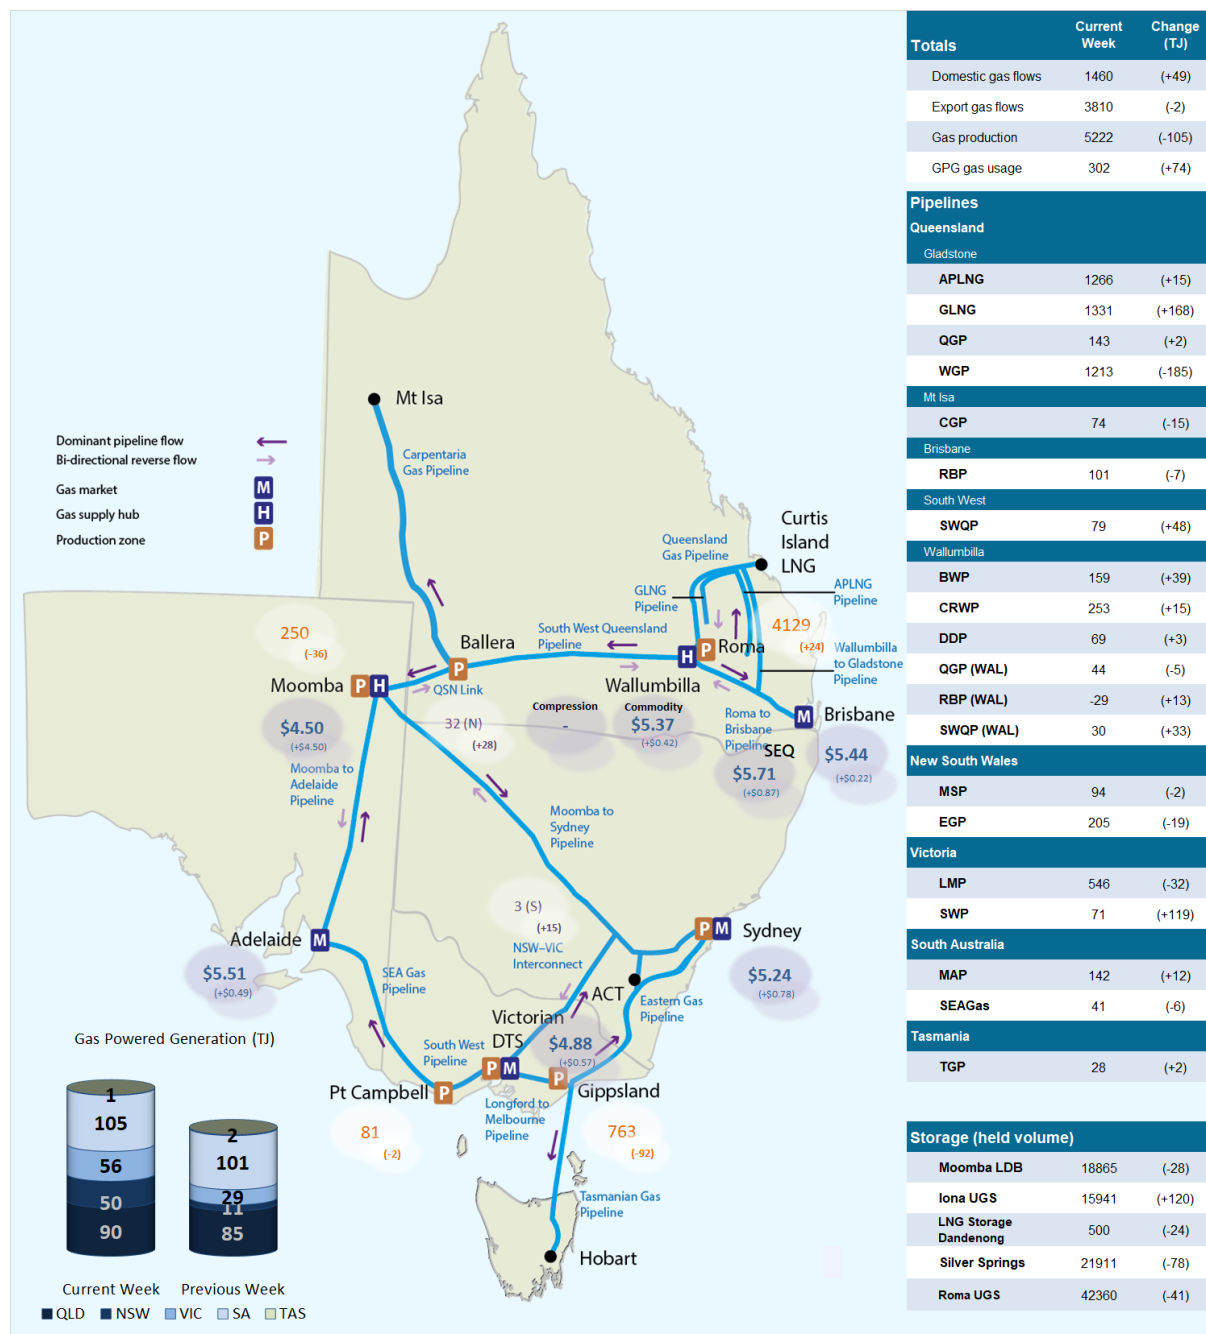 Mt Isa
Dominant pipeline flow
Bi-directional reverse flow
Gas market M
Gas supply hub H
Production zone P
Carpentaria
Gas Pipeline
Curtis
Island
LNG
Queensland
Gas Pipeline
GLNG
Pipeline
APLNG
Pipeline
250
(-36)
Ballera
P
South West Queensland
Pipeline
H P Roma
4129
(+24)
Wallumbilla
to Gladstone
Pipeline
Moomba P H
QSN Link
Wallumbilla
$4.50
(+$4.50)
32 (N)
(+28)
Compression
-
Commodity
$5.37
(+$0.42)
Roma to
Brisbane
Pipeline
M Brisbane
SEQ
$5.71
(+$0.87)
$5.44
(+$0.22)
Moomba to
Adelaide
Pipeline
Moomba to
Sydney
Pipeline
3 (S)
(+15)
NSW–VIC
Interconnect
P M Sydney
$5.24
(+$0.78)
Adelaide M
$5.51
(+$0.49)
SEA Gas
Pipeline
ACT
Eastern Gas
Pipeline
Victorian
DTS
P M
$4.88
(+$0.57)
South West
Pipeline
Pt Campbell P
81
(-2)
P Gippsland
Longford to
Melbourne
Pipeline
763
(-92)
Tasmanian Gas
Pipeline
Hobart
Gas Powered Generation (TJ)
1
105
56
50
90
2
101
29
11
85
Current Week Previous Week
QLD NSW VIC SA TAS
Totals Current Week Change (TJ)
Domestic gas flows 1460 (+49)
Export gas flows 3810 (-2)
Gas production 5222 (-105)
GPG gas usage 302 (+74)
Pipelines
Queensland
Gladstone
APLNG 1266 (+15)
GLNG 1331 (+168)
QGP 143 (+2)
WGP 1213 (-185)
Mt Isa
CGP 74 (-15)
Brisbane
RBP 101 (-7)
South West
SWQP 79 (+48)
Wallumbilla
BWP 159 (+39)
CRWP 253 (+15)
DDP 69 (+3)
QGP (WAL) 44 (-5)
RBP (WAL) -29 (+13)
SWQP (WAL) 30 (+33)
New South Wales
MSP 94 (-2)
EGP 205 (-19)
Victoria
LMP 546 (-32)
SWP 71 (+119)
South Australia
MAP 142 (+12)
SEAGas 41 (-6)
Tasmania
TGP 28 (+2)
Storage (held volume)
Moomba LDB 18865 (-28)
Iona UGS 15941 (+120)
LNG Storage
Dandenong 500 (-24)
Silver Springs 21911 (-78)
Roma UGS 42360 (-41)